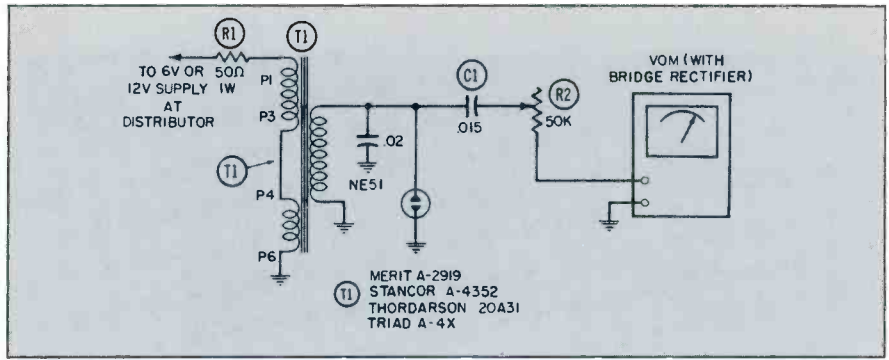 R1
T1
TO 6V OR
12V SUPPLY
AT
DISTRIBUTOR
50Ω
1W
P1
P3
T1
P4
P6
.02
NE51
C1
.015
R2
50K
VOM (WITH
BRIDGE RECTIFIER)
T1
MERIT A-2919
STANCOR A-4352
THORDARSON 20A31
TRIAD A-4X